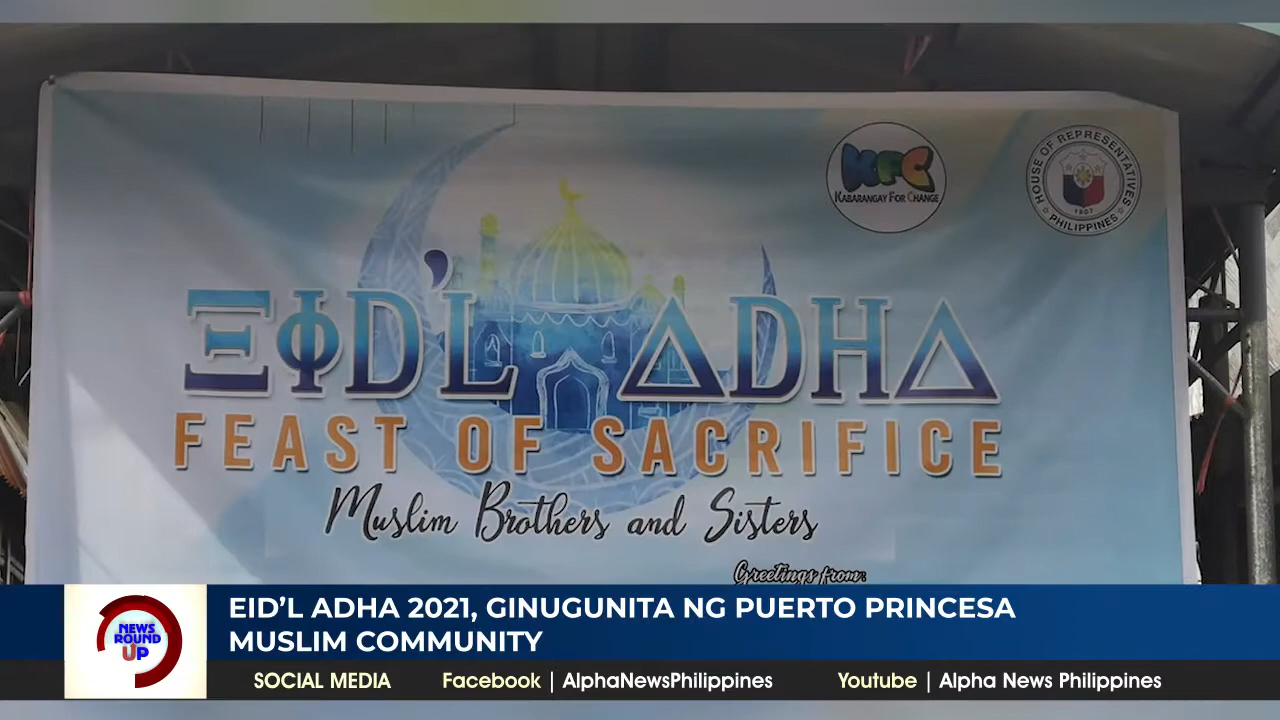 KFC
KABARANGAY FOR CHANGE
HOUSE OF REPRESENTATIVES
1907
PHILIPPINES
ΞΦD'L ΔDHΔ
FEAST OF SACRIFICE
Muslim Brothers and Sisters
Greetings from:
NEWS ROUND UP
EID’L ADHA 2021, GINUGUNITA NG PUERTO PRINCESA
MUSLIM COMMUNITY
SOCIAL MEDIA Facebook | AlphaNewsPhilippines Youtube | Alpha News Philippines